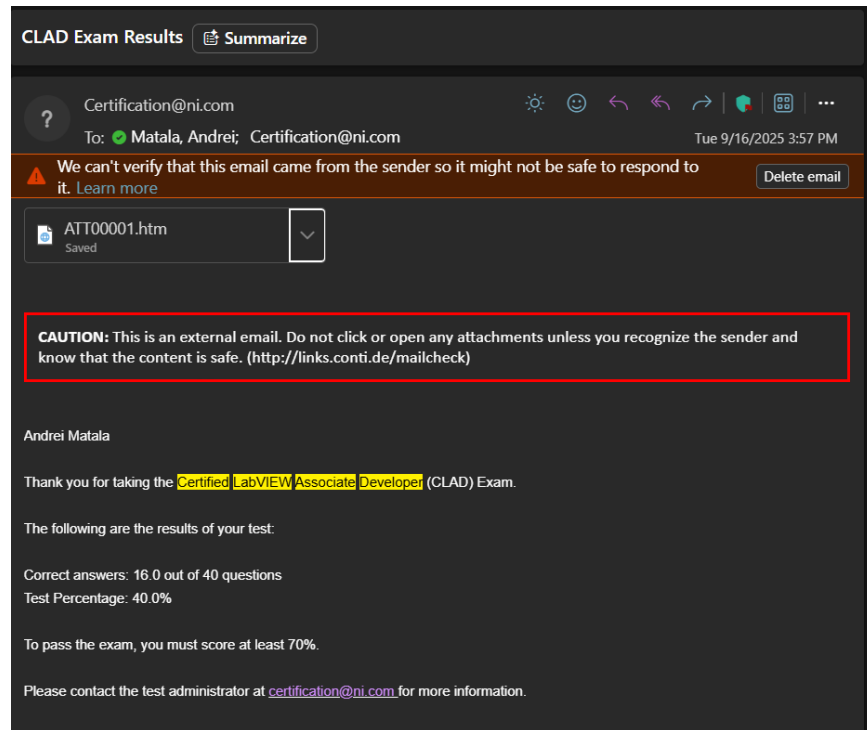 CLAD Exam Results Summarize
? Certification@ni.com
To: Matala, Andrei; Certification@ni.com Tue 9/16/2025 3:57 PM
We can't verify that this email came from the sender so it might not be safe to respond to
it. Learn more
Delete email
ATT00001.htm
Saved
CAUTION: This is an external email. Do not click or open any attachments unless you recognize the sender and
know that the content is safe. (http://links.conti.de/mailcheck)
Andrei Matala
Thank you for taking the Certified LabVIEW Associate Developer (CLAD) Exam.
The following are the results of your test:
Correct answers: 16.0 out of 40 questions
Test Percentage: 40.0%
To pass the exam, you must score at least 70%.
Please contact the test administrator at certification@ni.com for more information.